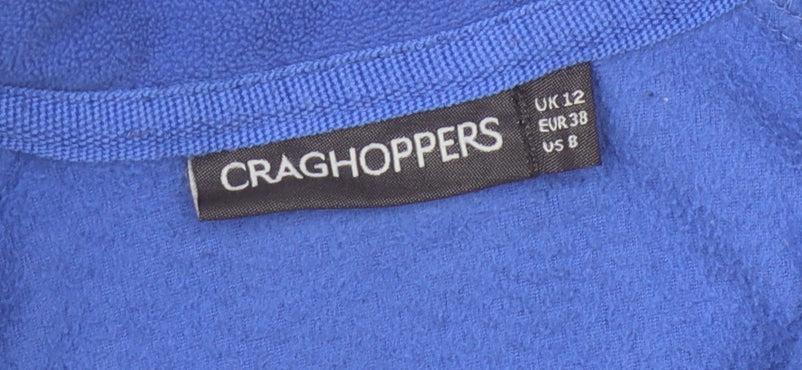 CRAGHOPPERS
UK 12
EUR 38
US 8